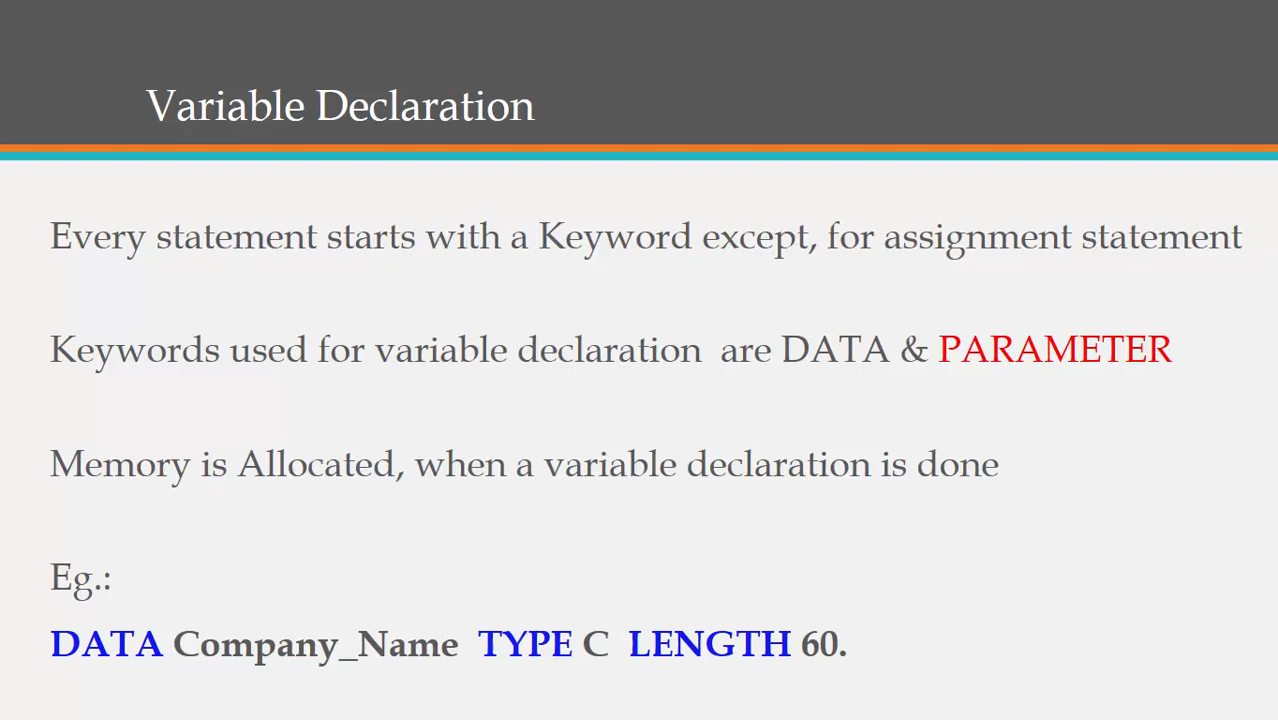 Variable Declaration
Every statement starts with a Keyword except, for assignment statement
Keywords used for variable declaration are DATA & PARAMETER
Memory is Allocated, when a variable declaration is done
Eg.:
DATA Company_Name TYPE C LENGTH 60.